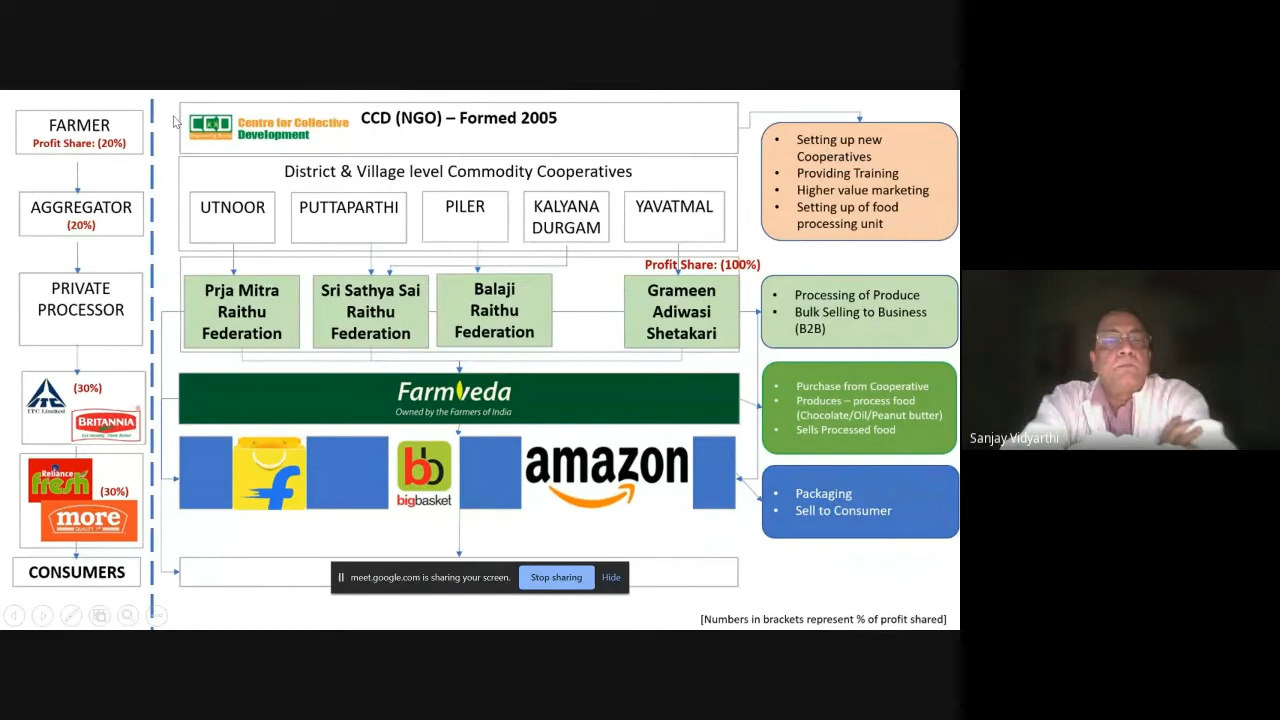 FARMER
Profit Share: (20%)
AGGREGATOR
(20%)
PRIVATE
PROCESSOR
ITC Limited
(30%)
BRITANNIA
Reliance
fresh
(30%)
more
QUALITY 1st
CONSUMERS
CCD
Centre for Collective
Development
CCD (NGO) – Formed 2005
District & Village level Commodity Cooperatives
UTNOOR
PUTTAPARTHI
PILER
KALYANA
DURGAM
YAVATMAL
Profit Share: (100%)
Prja Mitra
Raithu
Federation
Sri Sathya Sai
Raithu
Federation
Balaji
Raithu
Federation
Grameen
Adiwasi
Shetakari
Farmveda
Owned by the Farmers of India
f
bb
bigbasket
amazon
meet.google.com is sharing your screen.
Stop sharing
Hide
• Setting up new
Cooperatives
• Providing Training
• Higher value marketing
• Setting up of food
processing unit
• Processing of Produce
• Bulk Selling to Business
(B2B)
• Purchase from Cooperative
• Produces – process food
(Chocolate/Oil/Peanut butter)
• Sells Processed food
• Packaging
• Sell to Consumer
[Numbers in brackets represent % of profit shared]
Sanjay Vidyarthi